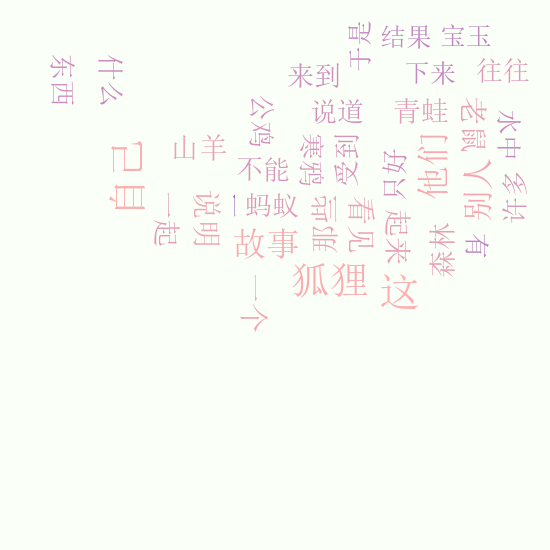 于是
结果
宝玉
东西
什么
来到
下来
往往
公鸡
说道
青蛙
老鼠
水中
自己
山羊
不能
寒鸦
受到
只好
他们
别人
许多
一起
说明
一
蚂蚁
那些
看见
起来
森林
有
故事
狐狸
这
一个